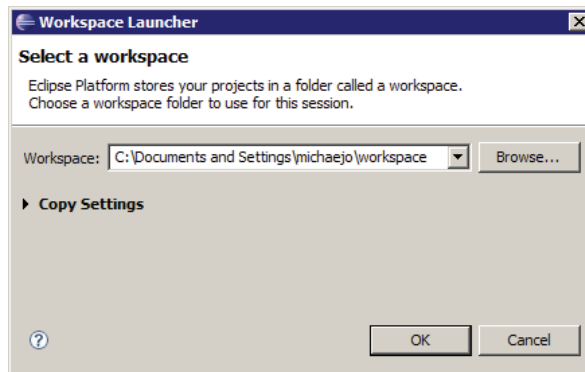 Workspace Launcher
Select a workspace
Eclipse Platform stores your projects in a folder called a workspace.
Choose a workspace folder to use for this session.
Workspace: C:\Documents and Settings\michaejo\workspace Browse...
Copy Settings
? OK Cancel